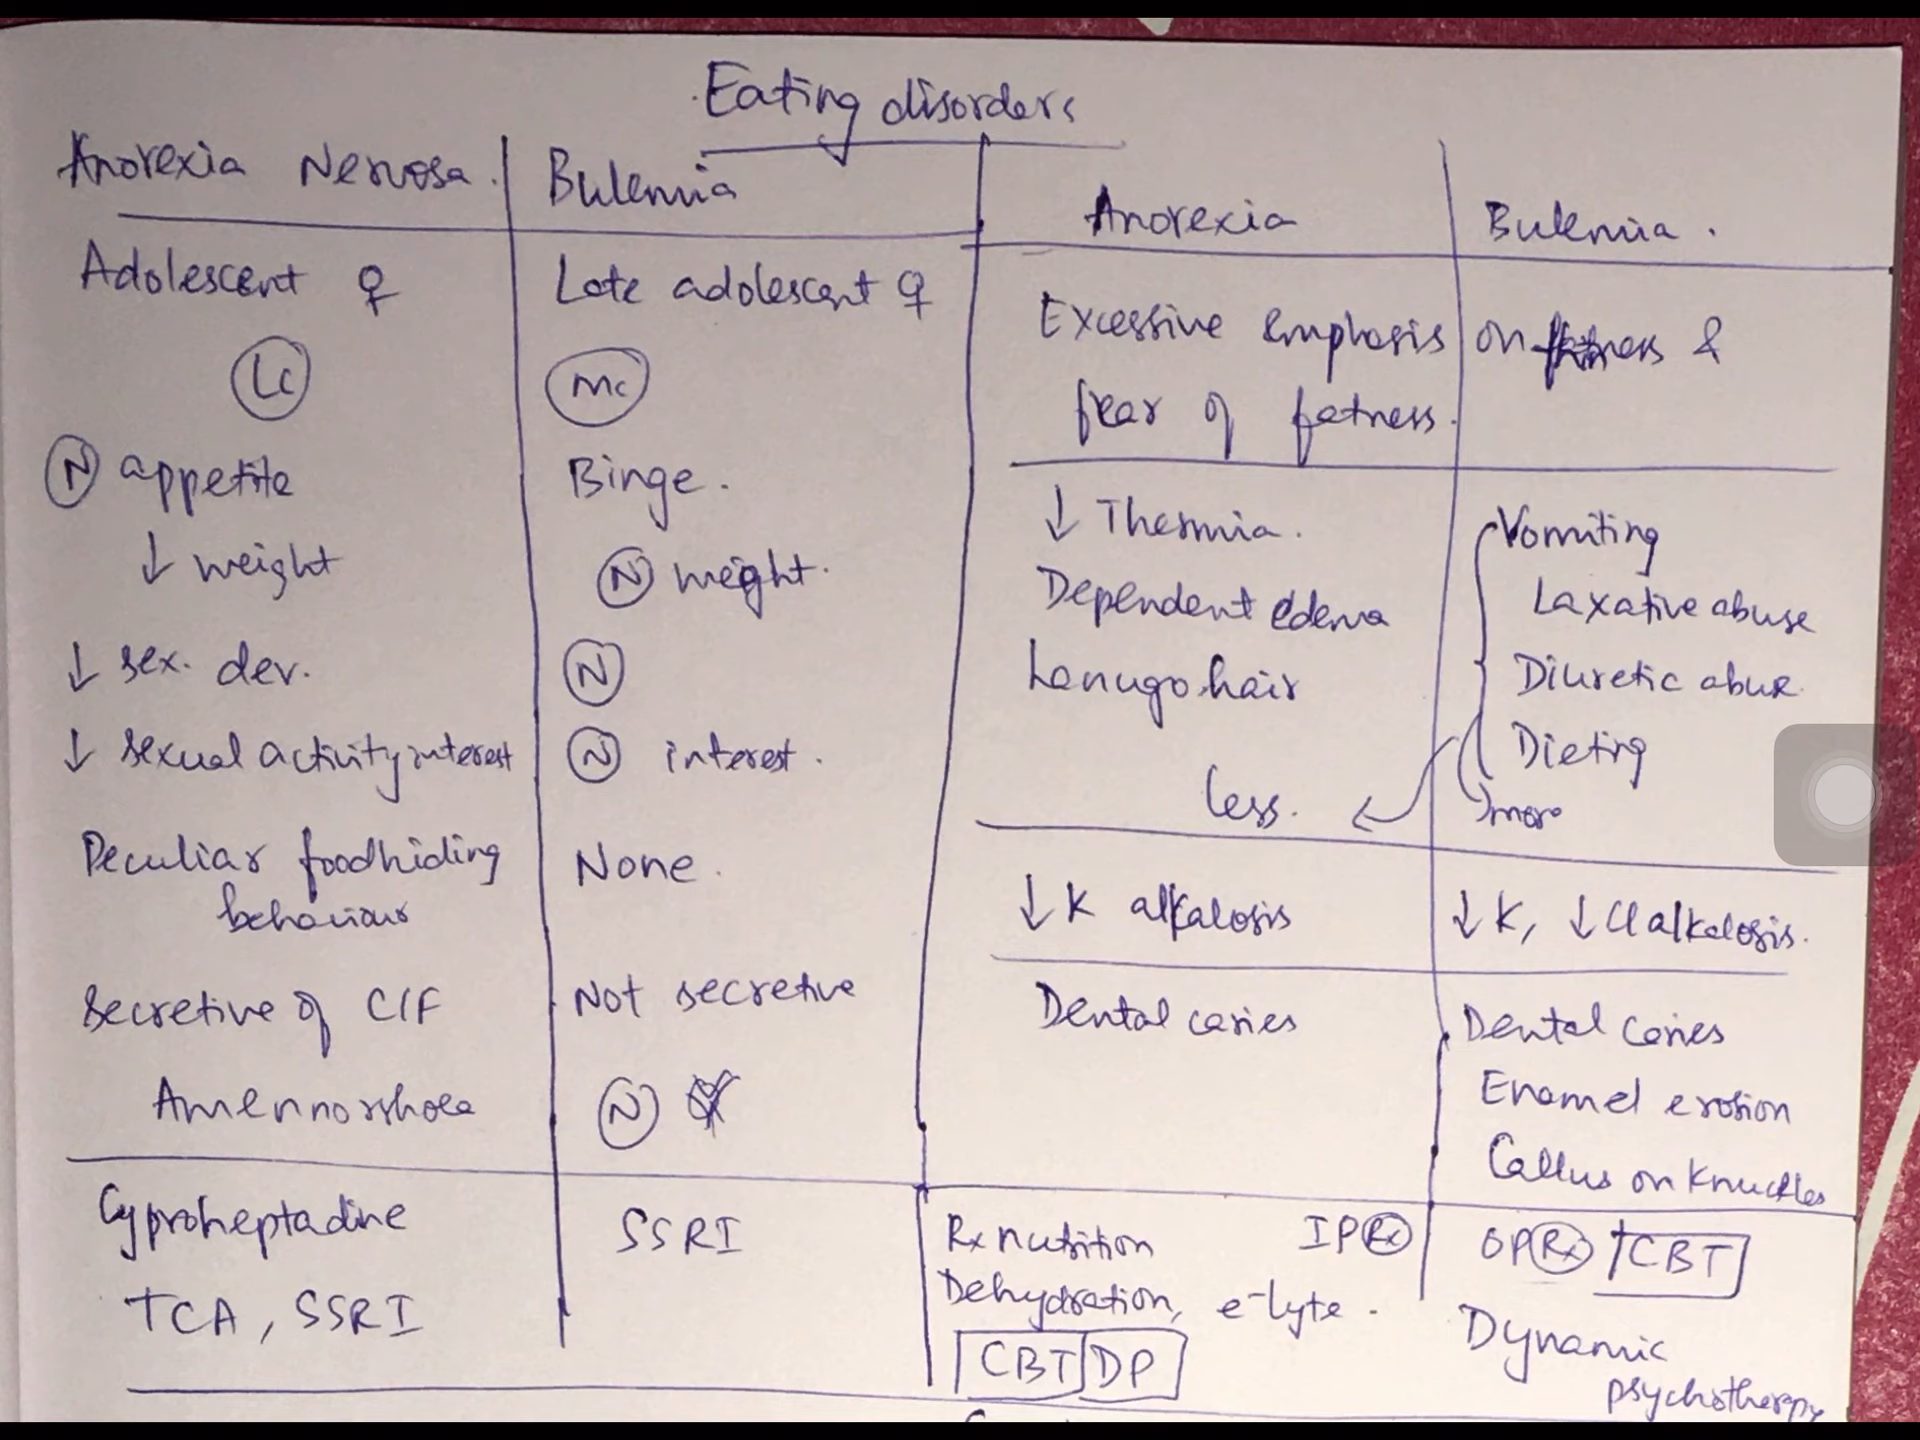 Eating disorders
Anorexia Nervosa. Bulemia
Adolescent ♀ Late adolescent ♀
Lc Mc
N appetite Binge.
↓ weight N weight.
↓ sex. dev. N
↓ sexual activity interest N interest.
Peculiar foodhiding None.
behaviour
Secretive of C/F Not secretive
Amennorrhoea N
Cyproheptadine SSRI
TCA, SSRI
Anorexia Bulemia.
Excessive emphasis on &
fear of fatness.
↓ Thermia. Vomiting
Dependent edema Laxative abuse
Lanugo hair Diuretic abuse
Dieting
less. more
↓K alkalosis ↓K, ↓Cl alkalosis.
Dental caries Dental caries
Enamel erosion
Callus on knuckles
Rx nutrition IP Rx OP Rx CBT
Dehydration, e-lyte.
CBT DP Dynamic
psychotherapy